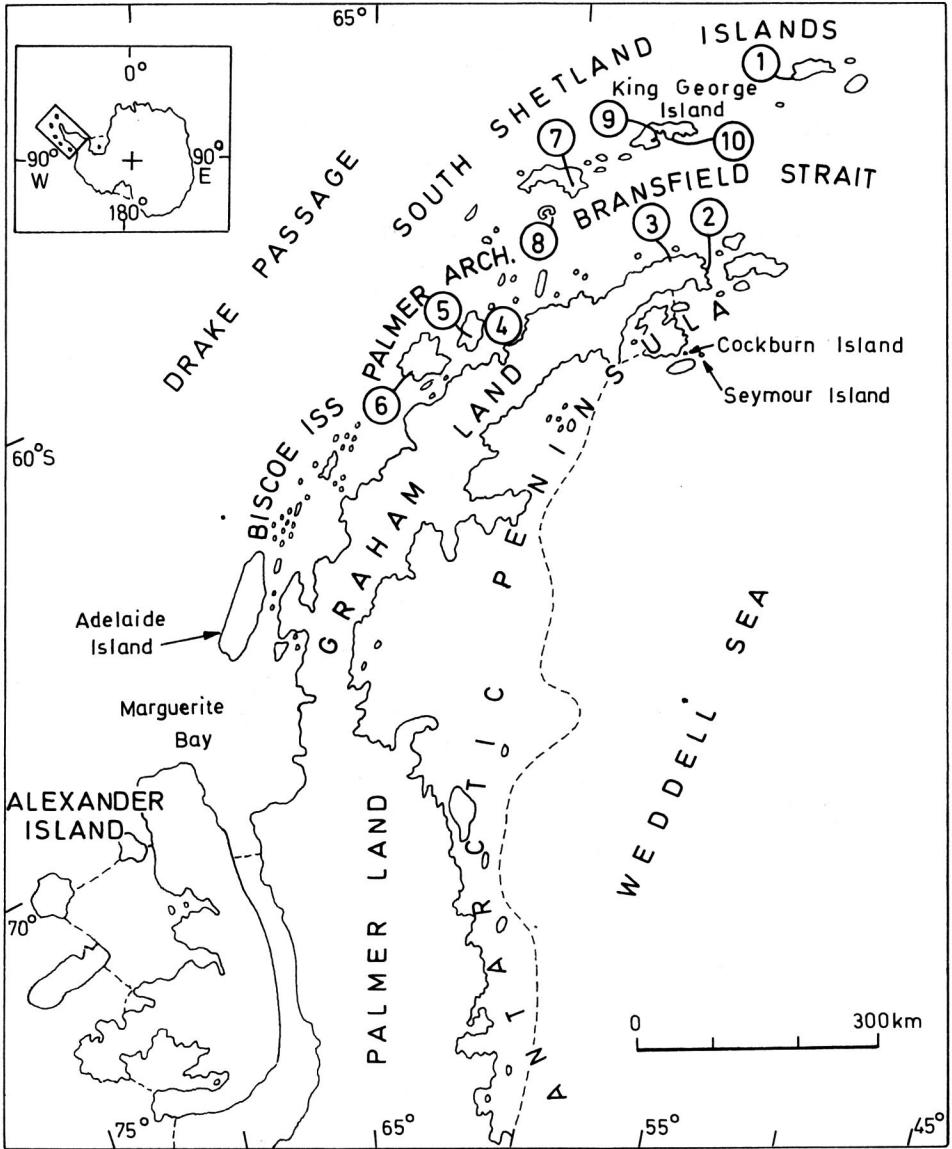 65°
0°
90°
W
90°
E
180°
DRAKE PASSAGE
SOUTH SHETLAND ISLANDS
1
King George
Island
9
10
7
BRANSFIELD STRAIT
3
2
8
PALMER ARCH.
5
4
6
Cockburn Island
Seymour Island
60°S
BISCOE ISS
GRAHAM LAND
ANTARCTIC PENINSULA
Adelaide
Island
Marguerite
Bay
WEDDELL SEA
ALEXANDER
ISLAND
PALMER LAND
70°
0 300km
75°
65°
55°
45°